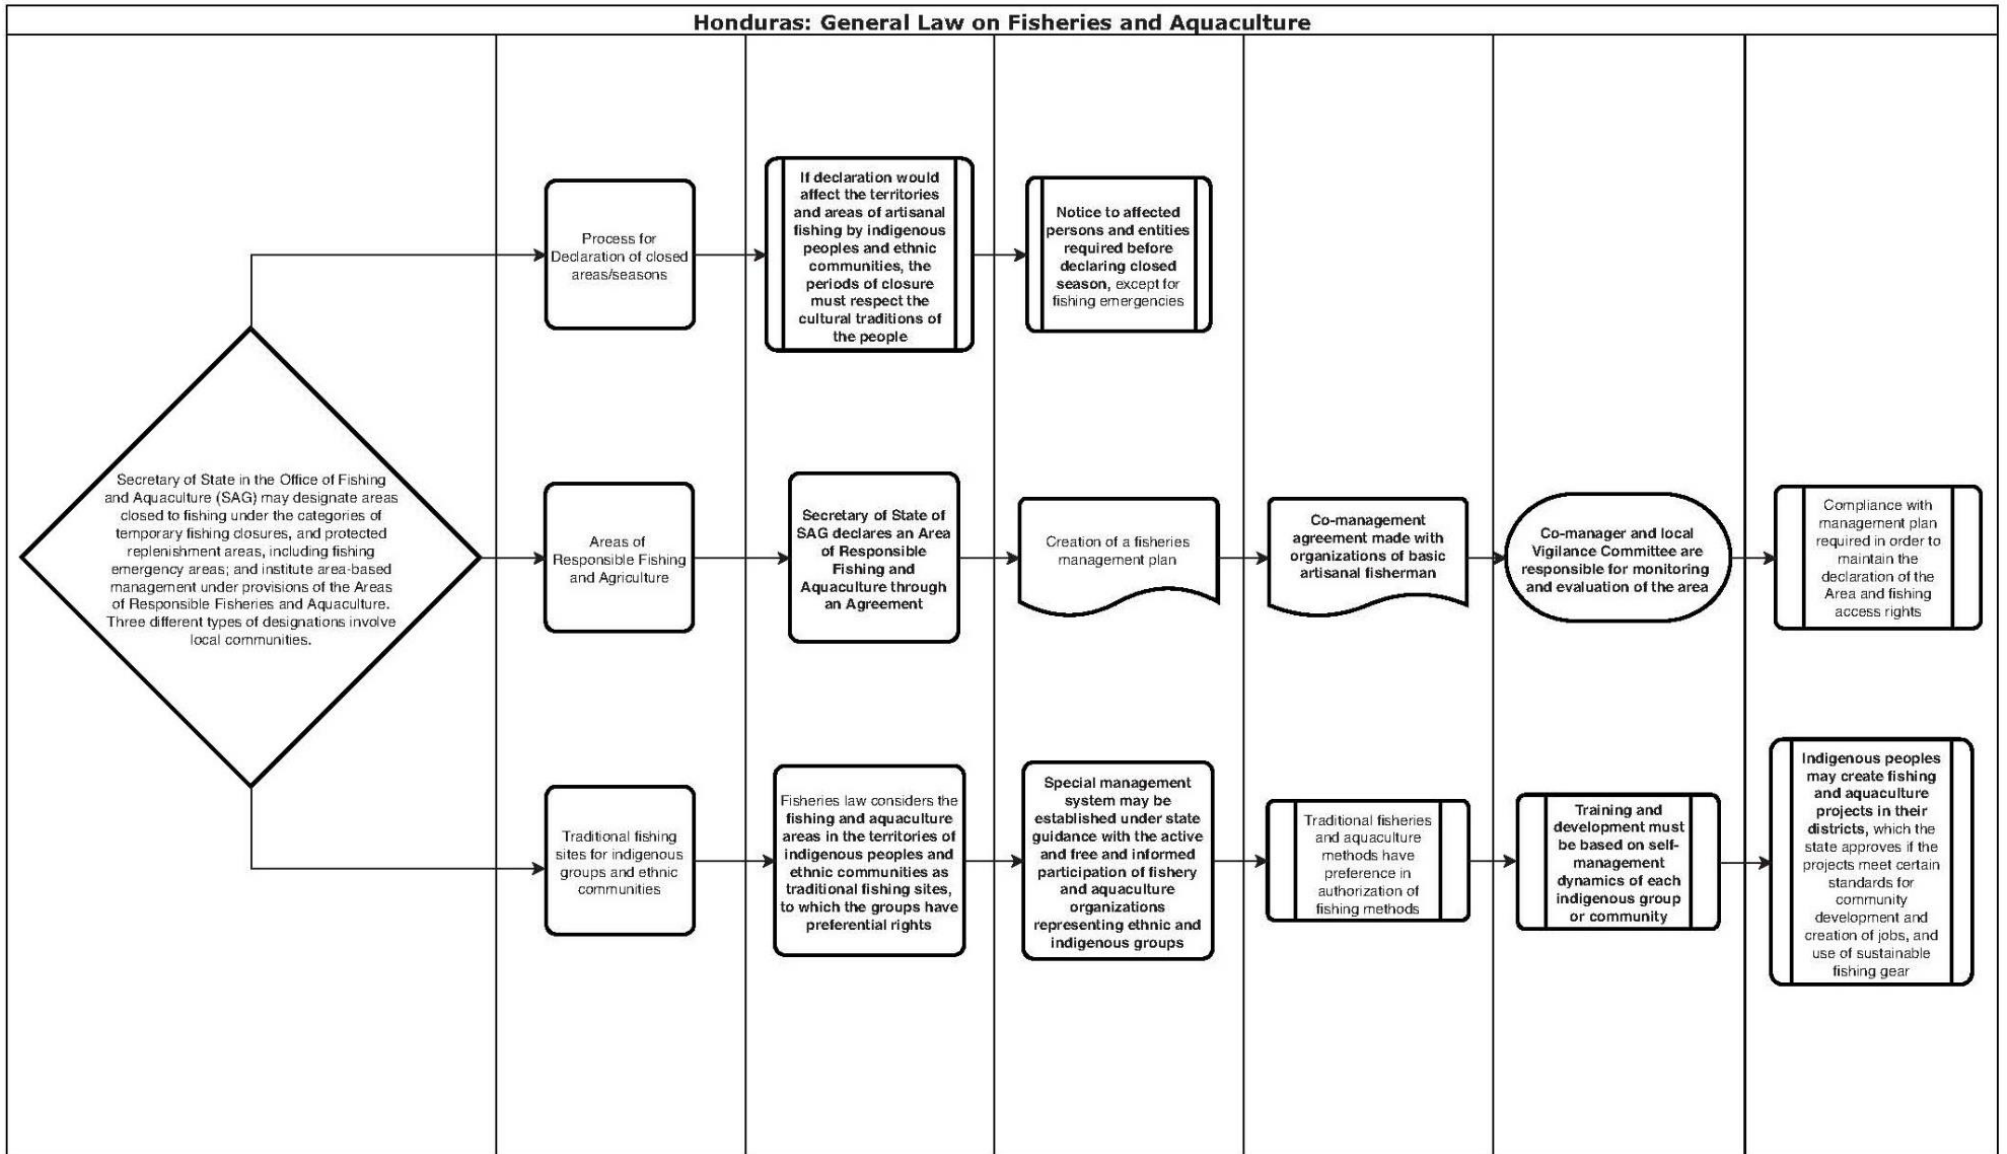 Honduras: General Law on Fisheries and Aquaculture
Secretary of State in the Office of Fishing
and Aquaculture (SAG) may designate areas
closed to fishing under the categories of
temporary fishing closures, and protected
replenishment areas, including fishing
emergency areas; and institute area-based
management under provisions of the Areas
of Responsible Fisheries and Aquaculture.
Three different types of designations involve
local communities.
Process for
Declaration of closed
areas/seasons
If declaration would
affect the territories
and areas of artisanal
fishing by indigenous
peoples and ethnic
communities, the
periods of closure
must respect the
cultural traditions of
the people
Notice to affected
persons and entities
required before
declaring closed
season, except for
fishing emergencies
Areas of
Responsible Fishing
and Agriculture
Secretary of State of
SAG declares an Area
of Responsible
Fishing and
Aquaculture through
an Agreement
Creation of a fisheries
management plan
Co-management
agreement made with
organizations of basic
artisanal fisherman
Co-manager and local
Vigilance Committee are
responsible for monitoring
and evaluation of the area
Compliance with
management plan
required in order to
maintain the
declaration of the
Area and fishing
access rights
Traditional fishing
sites for indigenous
groups and ethnic
communities
Fisheries law considers the
fishing and aquaculture
areas in the territories of
indigenous peoples and
ethnic communities as
traditional fishing sites,
to which the groups have
preferential rights
Special management
system may be
established under state
guidance with the active
and free and informed
participation of fishery
and aquaculture
organizations
representing ethnic and
indigenous groups
Traditional fisheries
and aquaculture
methods have
preference in
authorization of
fishing methods
Training and
development must
be based on self-
management
dynamics of each
indigenous group
or community
Indigenous peoples
may create fishing
and aquaculture
projects in their
districts, which the
state approves if the
projects meet certain
standards for
community
development and
creation of jobs, and
use of sustainable
fishing gear